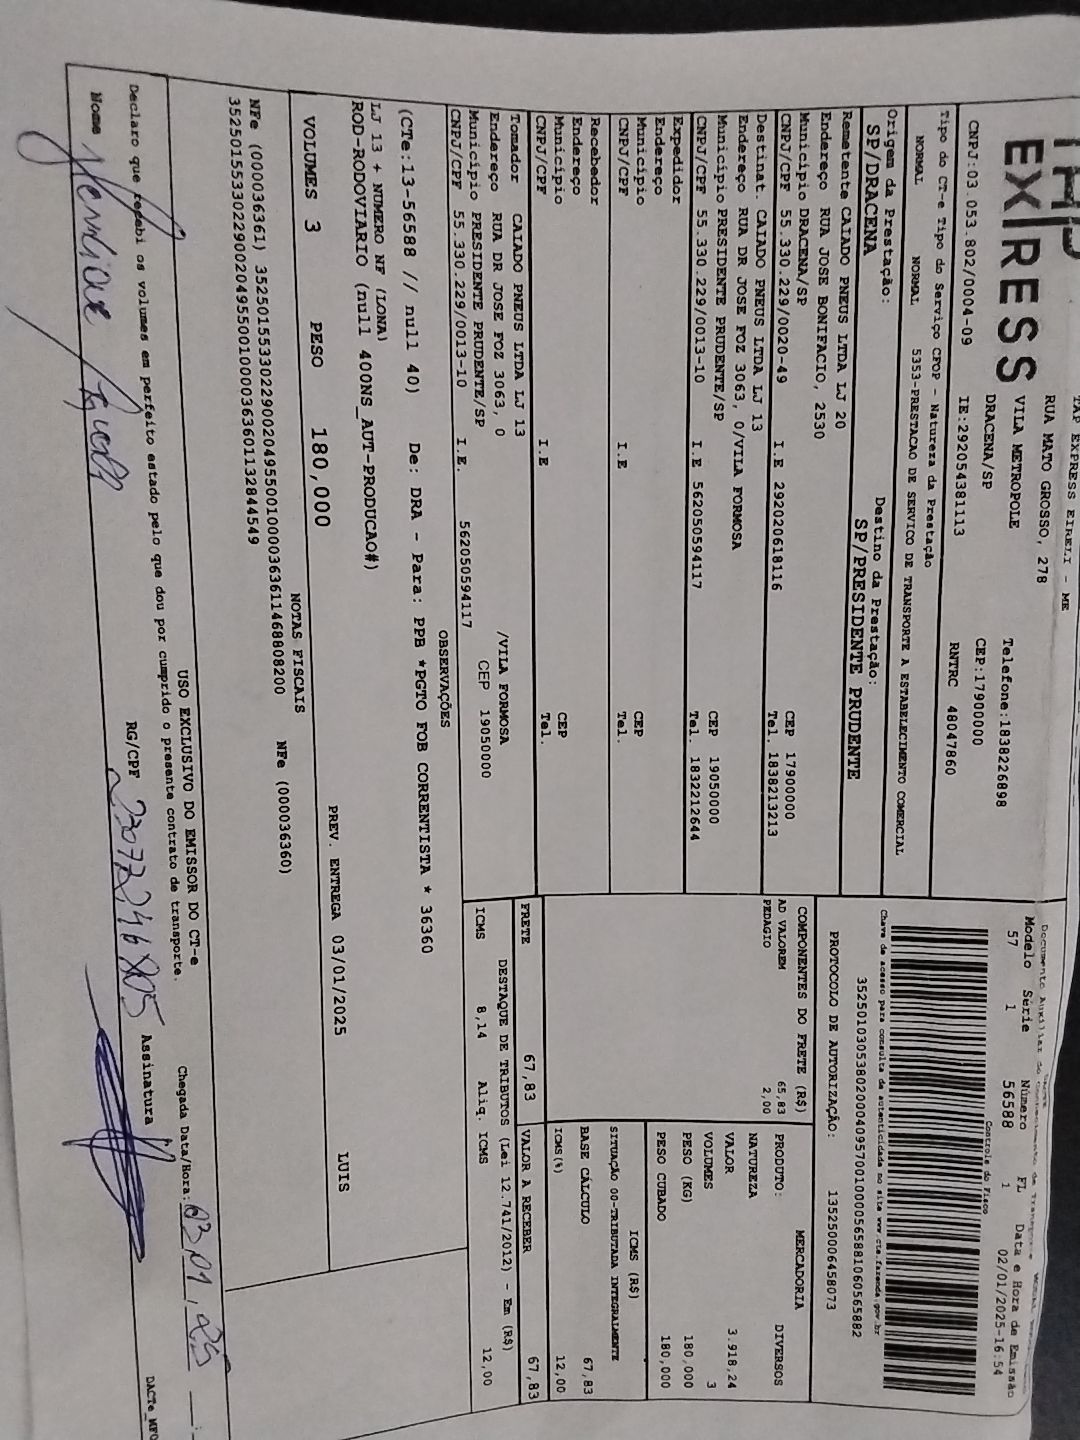 TAP EXPRESS EIRELI - ME
EXPRESS
RUA MATO GROSSO, 278
VILA METROPOLE
DRACENA/SP
Telefone:1838226898
CEP:17900000
CNPJ:03.053.802/0004-09 IE:292054381113 RNTRC 48047860
Modelo Série Número FL Data e Hora de Emissão
57 1 56588 1 02/01/2025-16:54
Controle do Fisco
Chave de acesso para consulta de autenticidade no site www.cte.fazenda.gov.br
35250103053802000409570010000565881060565882
PROTOCOLO DE AUTORIZAÇÃO: 135250006458073
Tipo do CT-e Tipo do Serviço CFOP - Natureza da Prestação
NORMAL NORMAL 5353-PRESTACAO DE SERVICO DE TRANSPORTE A ESTABELECIMENTO COMERCIAL
Origem da Prestação: Destino da Prestação:
SP/DRACENA SP/PRESIDENTE PRUDENTE
Remetente CAIADO PNEUS LTDA LJ 20
Endereço RUA JOSE BONIFACIO, 2530
Município DRACENA/SP CEP 17900000
CNPJ/CPF 55.330.229/0020-49 I.E 292020618116 Tel. 1838213213
Destinat. CAIADO PNEUS LTDA LJ 13
Endereço RUA DR JOSE FOZ 3063, 0/VILA FORMOSA
Município PRESIDENTE PRUDENTE/SP CEP 19050000
CNPJ/CPF 55.330.229/0013-10 I.E 562050594117 Tel. 1832212644
Expedidor
Endereço
Município CEP
CNPJ/CPF I.E Tel.
Recebedor
Endereço
Município CEP
CNPJ/CPF I.E Tel.
Tomador CAIADO PNEUS LTDA LJ 13
Endereço RUA DR JOSE FOZ 3063, 0 /VILA FORMOSA
Município PRESIDENTE PRUDENTE/SP CEP 19050000
CNPJ/CPF 55.330.229/0013-10 I.E. 562050594117
COMPONENTES DO FRETE (R$)
AD VALOREM 65,83
PEDAGIO 2,00
FRETE 67,83
MERCADORIA
PRODUTO: DIVERSOS
NATUREZA
VALOR 3.918,24
VOLUMES 3
PESO (KG) 180,000
PESO CUBADO 180,000
ICMS (R$)
SITUAÇÃO 00-TRIBUTADA INTEGRALMENTE
BASE CÁLCULO 67,83
ICMS(%) 12,00
VALOR A RECEBER 67,83
DESTAQUE DE TRIBUTOS (Lei 12.741/2012) - Em (R$)
ICMS 8,14 Aliq. ICMS 12,00
OBSERVAÇÕES
(CTe:13-56588 // null 40) De: DRA - Para: PPB *PGTO FOB CORRENTISTA * 36360
LJ 13 + NUMERO NF (LONA)
ROD-RODOVIARIO (null 400NS_AUT-PRODUCAO#)
VOLUMES 3 PESO 180,000 PREV. ENTREGA 03/01/2025 LUIS
NOTAS FISCAIS
NFe (000036361) 35250155330229002049550010000363611468808200 NFe (000036360)
35250155330229002049550010000363601132844549
USO EXCLUSIVO DO EMISSOR DO CT-e
Declaro que recebi os volumes em perfeito estado pelo que dou por cumprido o presente contrato de transporte.
Nome RG/CPF Assinatura Chegada Data/Hora: 03.01.25